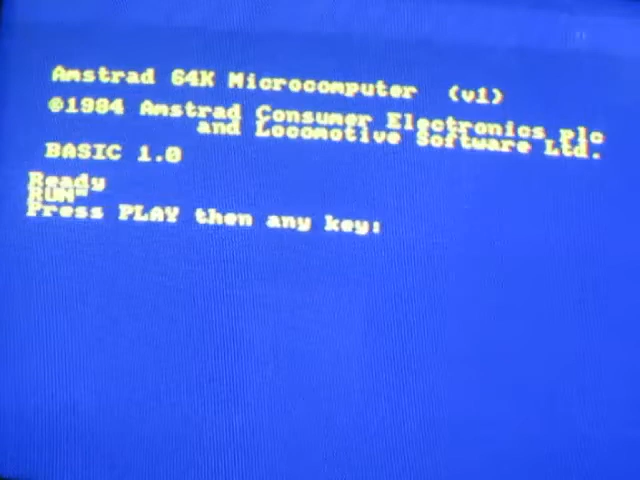 Amstrad 64K Microcomputer (v1)
©1984 Amstrad Consumer Electronics plc
and Locomotive Software Ltd.
BASIC 1.0
Ready
RUN"
Press PLAY then any key: